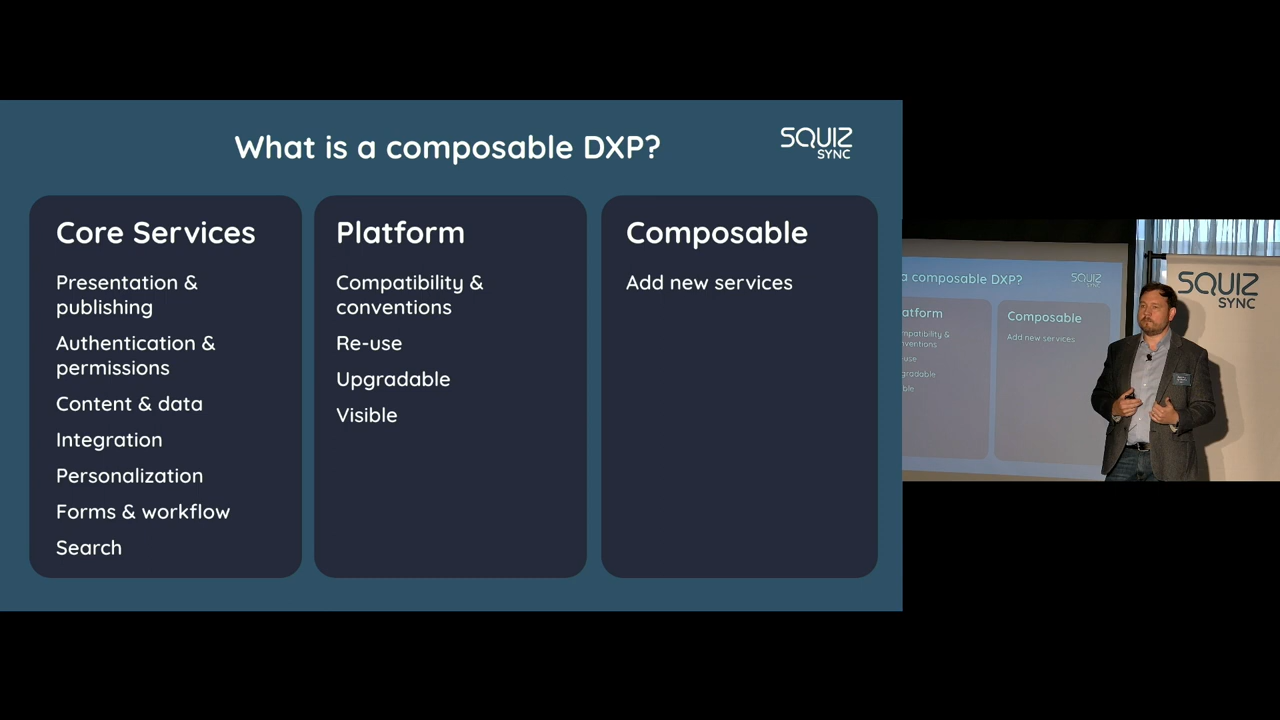 What is a composable DXP?
SQUIZ
SYNC
Core Services
Presentation &
publishing
Authentication &
permissions
Content & data
Integration
Personalization
Forms & workflow
Search
Platform
Compatibility &
conventions
Re-use
Upgradable
Visible
Composable
Add new services
a composable DXP?
SQUIZ
SYNC
Composable
Add new services
SQUIZ
SYNC